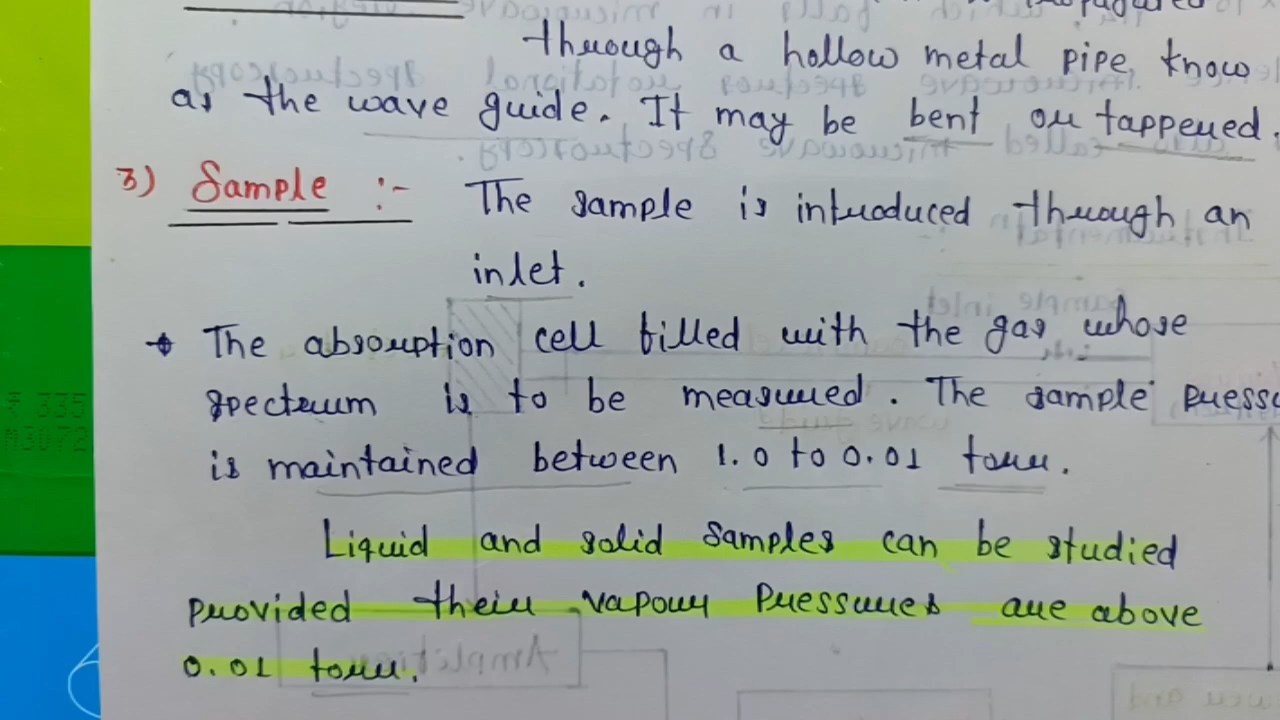 through a hollow metal pipe, know
as the wave guide. It may be bent or tappered.
3) Sample :- The sample is introduced through an
inlet.
The absorption cell filled with the gas whose
spectrum is to be measured. The sample pressu
is maintained between 1.0 to 0.01 torr.
Liquid and solid samples can be studied
provided their vapour pressures are above
0.01 torr.